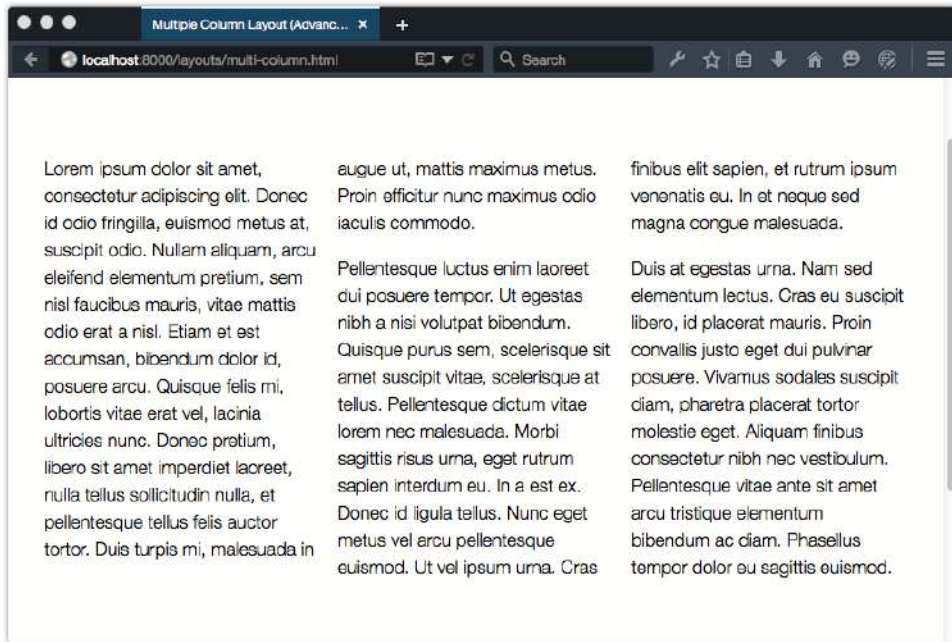 Multiple Column Layout (Advanc...
localhost:8000/layouts/multi-column.html
Search
Lorem ipsum dolor sit amet,
consectetur adipiscing elit. Donec
id odio fringilla, euismod metus at,
suscipit odio. Nullam aliquam, arcu
eleifend elementum pretium, sem
nisl faucibus mauris, vitae mattis
odio erat a nisl. Etiam et est
accumsan, bibendum dolor id,
posuere arcu. Quisque felis mi,
lobortis vitae erat vel, lacinia
ultricies nunc. Donec pretium,
libero sit amet imperdiet laoreet,
nulla tellus sollicitudin nulla, et
pellentesque tellus felis auctor
tortor. Duis turpis mi, malesuada in
augue ut, mattis maximus metus.
Proin efficitur nunc maximus odio
iaculis commodo.
Pellentesque luctus enim laoreet
dui posuere tempor. Ut egestas
nibh a nisi volutpat bibendum.
Quisque purus sem, scelerisque sit
amet suscipit vitae, scelerisque at
tellus. Pellentesque dictum vitae
lorem nec malesuada. Morbi
sagittis risus urna, eget rutrum
sapien interdum eu. In a est ex.
Donec id ligula tellus. Nunc eget
metus vel arcu pellentesque
euismod. Ut vel ipsum urna. Cras
finibus elit sapien, et rutrum ipsum
venenatis eu. In et neque sed
magna congue malesuada.
Duis at egestas urna. Nam sed
elementum lectus. Cras eu suscipit
libero, id placerat mauris. Proin
convallis justo eget dui pulvinar
posuere. Vivamus sodales suscipit
diam, pharetra placerat tortor
molestie eget. Aliquam finibus
consectetur nibh nec vestibulum.
Pellentesque vitae ante sit amet
arcu tristique elementum
bibendum ac diam. Phasellus
tempor dolor eu sagittis euismod.